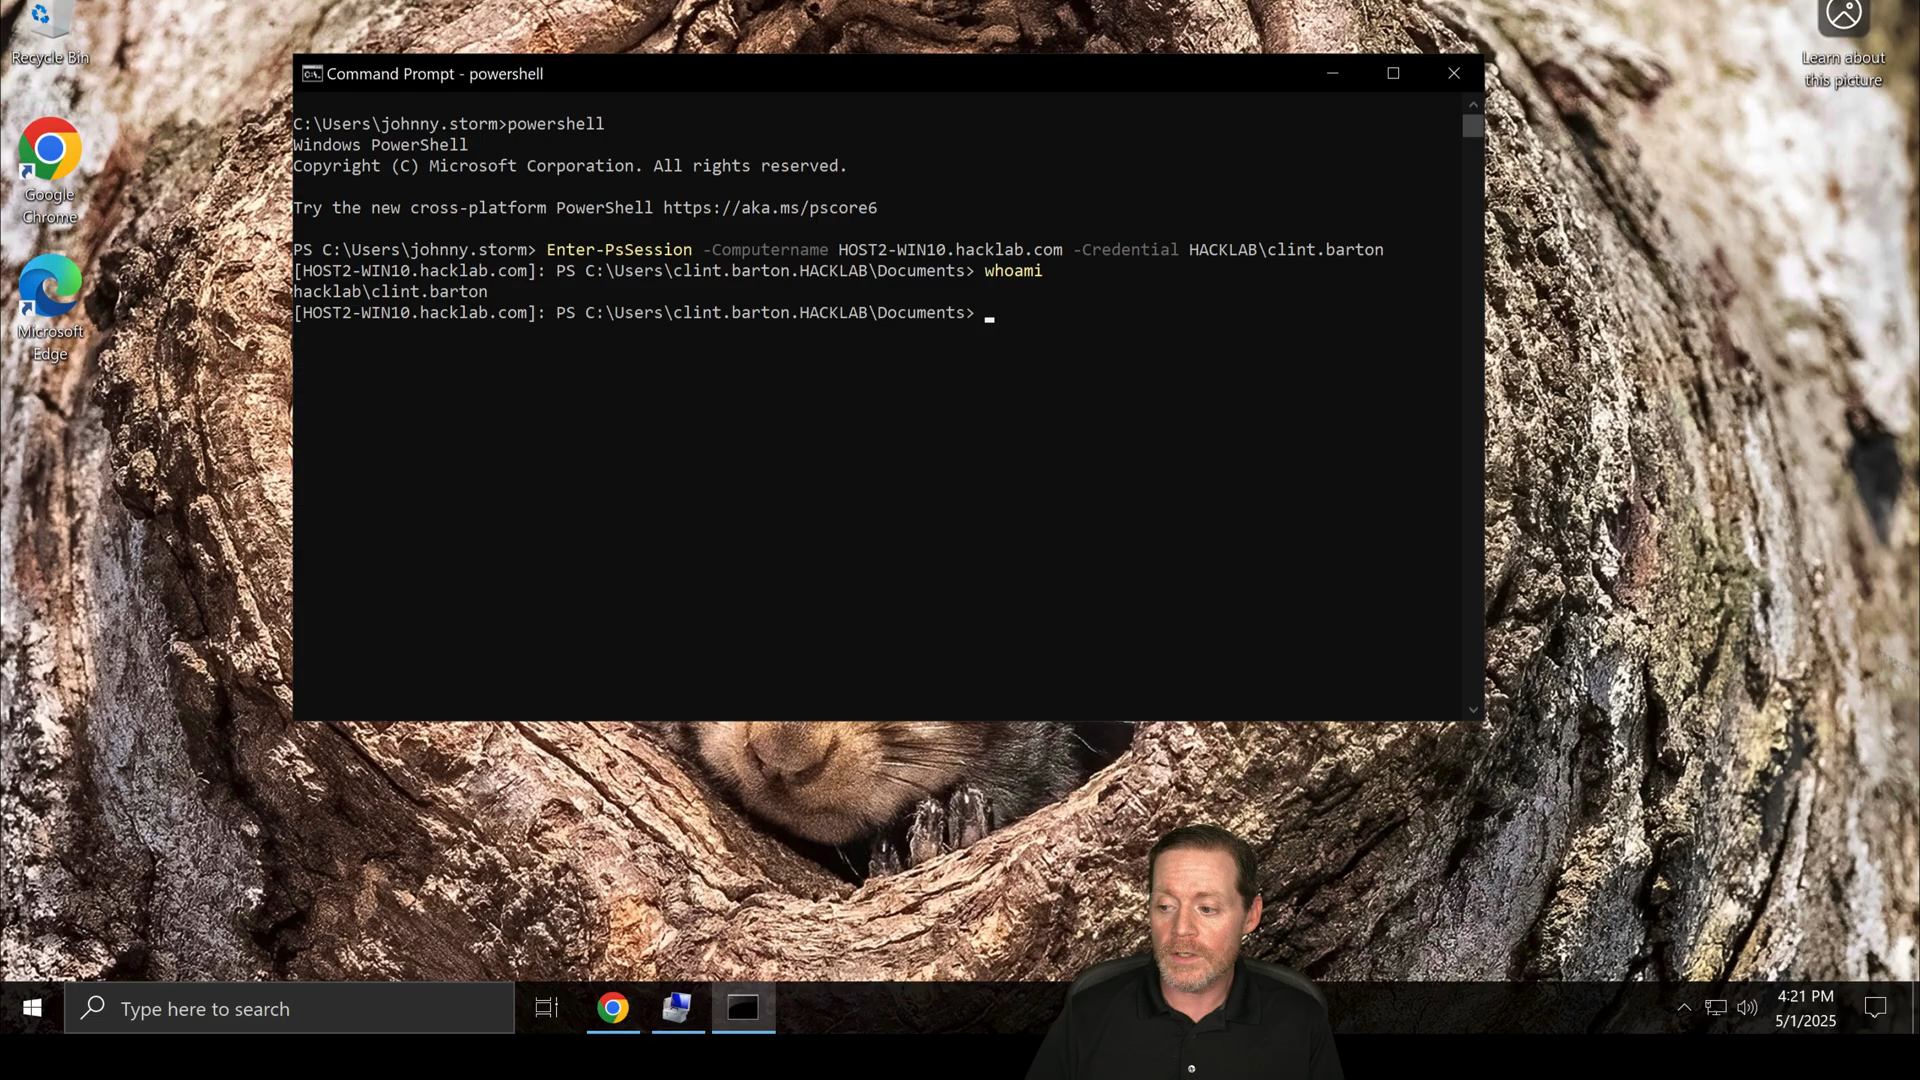 Recycle Bin
Learn about
this picture
Command Prompt - powershell
C:\Users\johnny.storm>powershell
Windows PowerShell
Copyright (C) Microsoft Corporation. All rights reserved.
Try the new cross-platform PowerShell https://aka.ms/pscore6
PS C:\Users\johnny.storm> Enter-PsSession -Computername HOST2-WIN10.hacklab.com -Credential HACKLAB\clint.barton
[HOST2-WIN10.hacklab.com]: PS C:\Users\clint.barton.HACKLAB\Documents> whoami
hacklab\clint.barton
[HOST2-WIN10.hacklab.com]: PS C:\Users\clint.barton.HACKLAB\Documents>
Google
Chrome
Microsoft
Edge
Type here to search
4:21 PM
5/1/2025